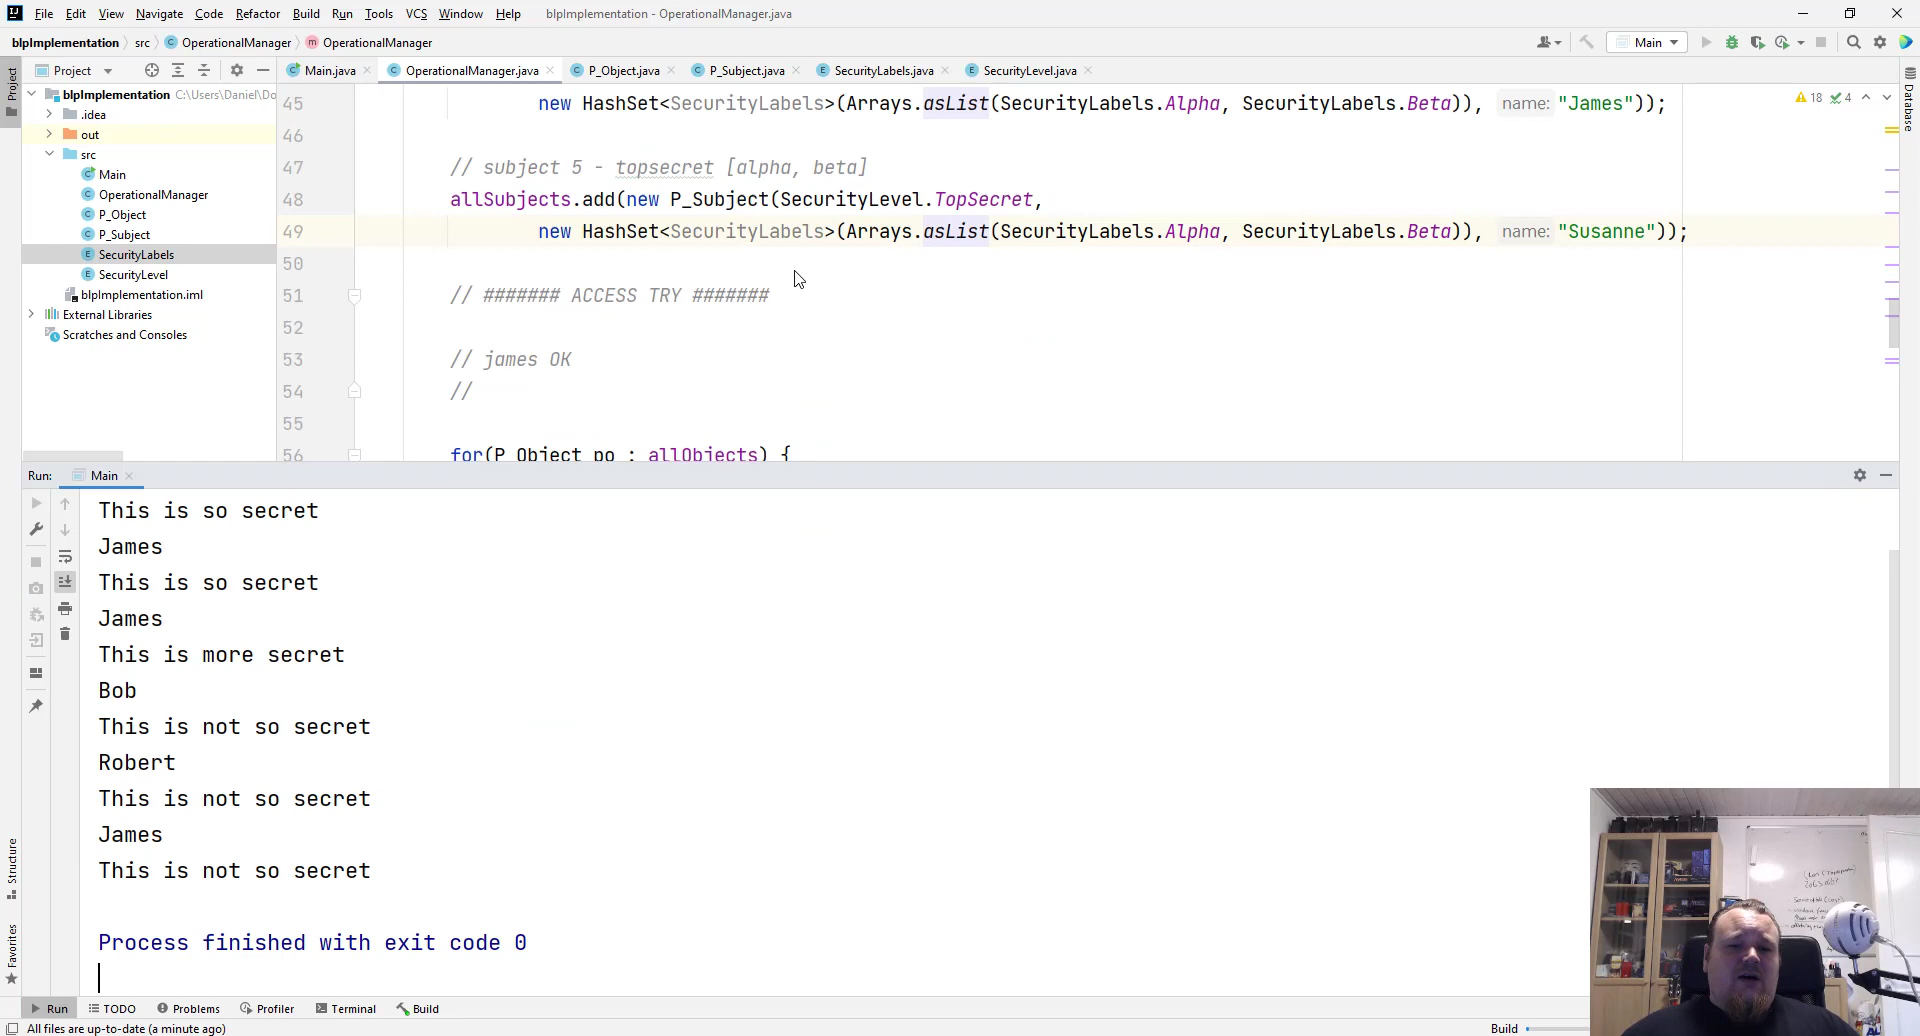 File Edit View Navigate Code Refactor Build Run Tools VCS Window Help blpImplementation - OperationalManager.java
blpImplementation src OperationalManager OperationalManager Main
Project Main.java OperationalManager.java P_Object.java P_Subject.java SecurityLabels.java SecurityLevel.java
Project
Database
blpImplementation C:\Users\Daniel\Do
.idea
out
src
Main
OperationalManager
P_Object
P_Subject
SecurityLabels
SecurityLevel
blpImplementation.iml
External Libraries
Scratches and Consoles
18 4
45 new HashSet<SecurityLabels>(Arrays.asList(SecurityLabels.Alpha, SecurityLabels.Beta)), name: "James"));
46
47 // subject 5 - topsecret [alpha, beta]
48 allSubjects.add(new P_Subject(SecurityLevel.TopSecret,
49 new HashSet<SecurityLabels>(Arrays.asList(SecurityLabels.Alpha, SecurityLabels.Beta)), name: "Susanne"));
50
51 // ####### ACCESS TRY #######
52
53 // james OK
54 //
55
56 for(P_Object po : allObjects) {
Run: Main
This is so secret
James
This is so secret
James
This is more secret
Bob
This is not so secret
Robert
This is not so secret
James
This is not so secret
Process finished with exit code 0
Structure
Favorites
Run TODO Problems Profiler Terminal Build
All files are up-to-date (a minute ago) Build